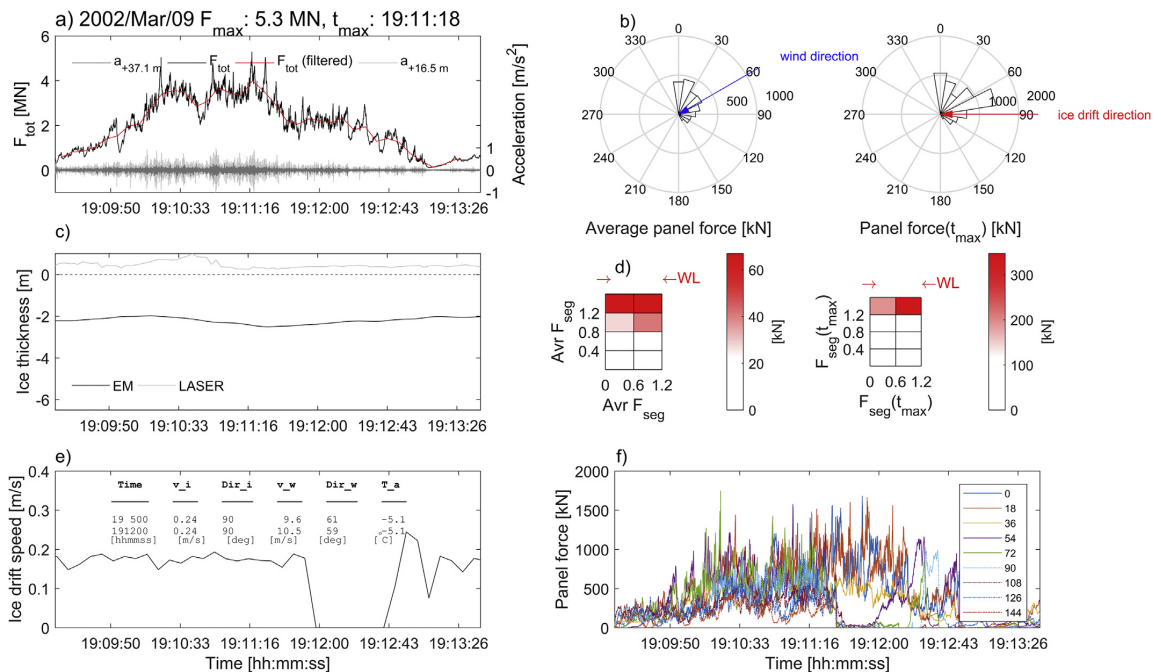 a) 2002/Mar/09 F_max: 5.3 MN, t_max: 19:11:18
a_+37.1 m F_tot F_tot (filtered) a_+16.5 m
F_tot [MN]
6
4
2
0
Acceleration [m/s²]
1
0
-1
19:09:50 19:10:33 19:11:16 19:12:00 19:12:43 19:13:26
b)
0
30
60
90
120
150
180
210
240
270
300
330
500
1000
wind direction
Average panel force [kN]
0
30
60
90
120
150
180
210
240
270
300
330
1000
2000
ice drift direction
Panel force(t_max) [kN]
c)
Ice thickness [m]
0
-2
-4
-6
EM LASER
19:09:50 19:10:33 19:11:16 19:12:00 19:12:43 19:13:26
d)
→ ←WL
Avr F_seg
1.2
0.8
0.4
0 0.6 1.2
Avr F_seg
60
40
20
0
[kN]
→ ←WL
F_seg(t_max)
1.2
0.8
0.4
0 0.6 1.2
F_seg(t_max)
300
200
100
0
[kN]
e)
Ice drift speed [m/s]
0.4
0.3
0.2
0.1
0
Time v_i Dir_i v_w Dir_w T_a
19 500 0.24 90 9.6 61 -5.1
191200 0.24 90 10.5 59 -5.1
[hhmmss] [m/s] [deg] [m/s] [deg] [°C]
19:09:50 19:10:33 19:11:16 19:12:00 19:12:43 19:13:26
Time [hh:mm:ss]
f)
Panel force [kN]
2000
1500
1000
500
0
0
18
36
54
72
90
108
126
144
19:09:50 19:10:33 19:11:16 19:12:00 19:12:43 19:13:26
Time [hh:mm:ss]